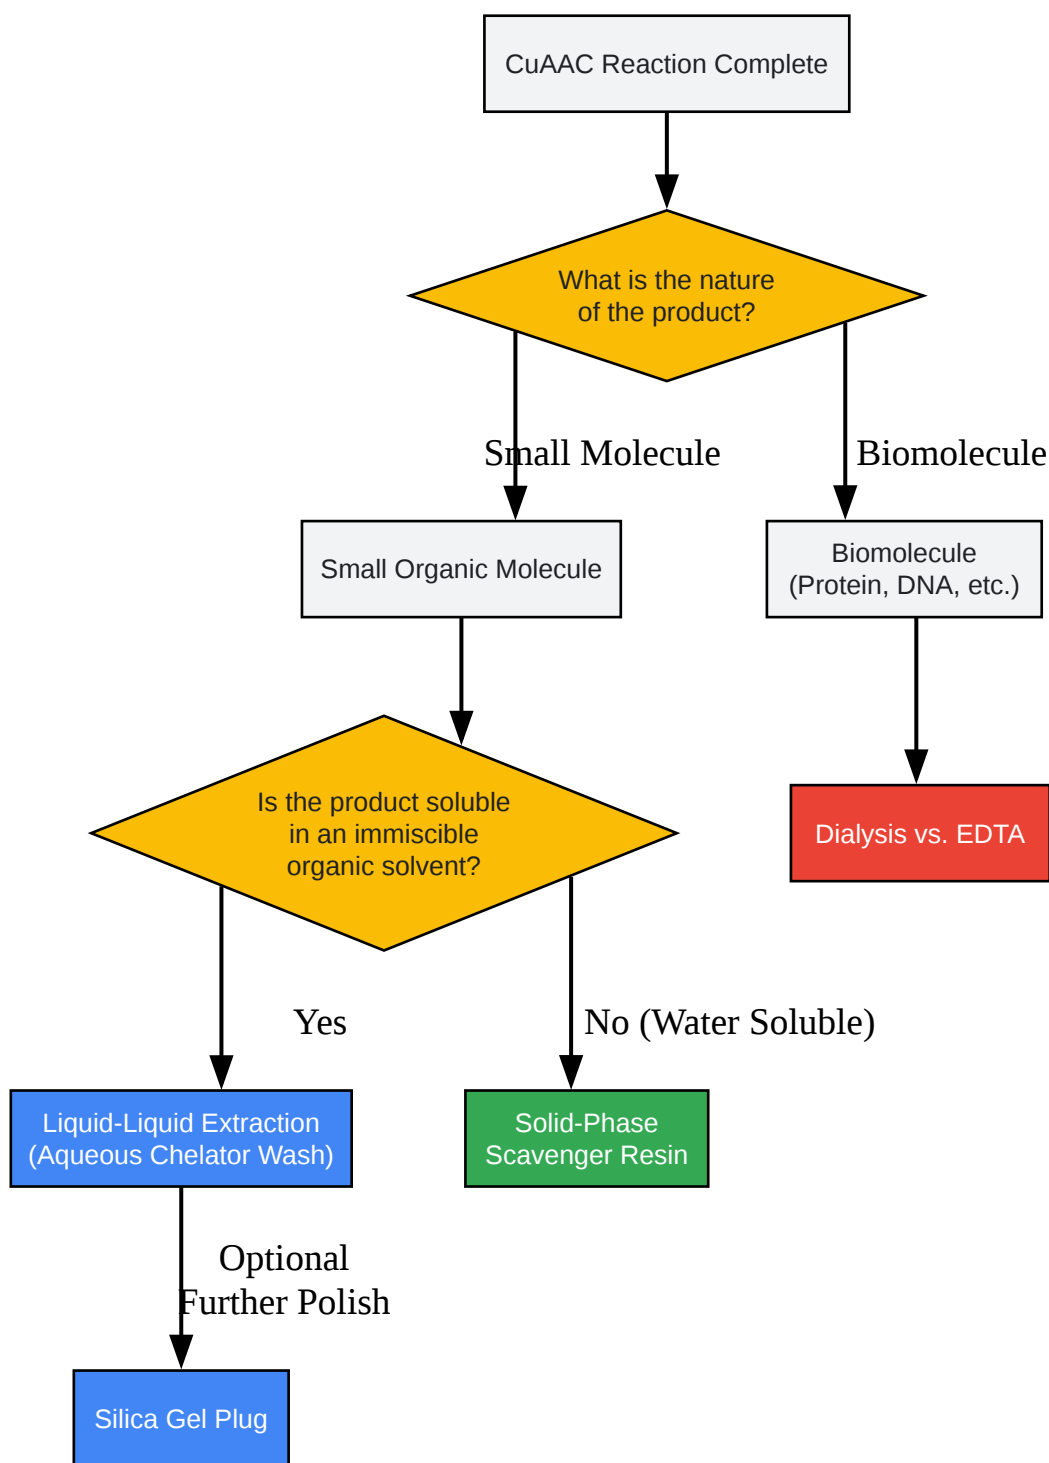 CuAAC Reaction Complete
What is the nature
of the product?
Small Molecule
Biomolecule
Small Organic Molecule
Biomolecule
(Protein, DNA, etc.)
Is the product soluble
in an immiscible
organic solvent?
Dialysis vs. EDTA
Yes
No (Water Soluble)
Liquid-Liquid Extraction
(Aqueous Chelator Wash)
Solid-Phase
Scavenger Resin
Optional
Further Polish
Silica Gel Plug